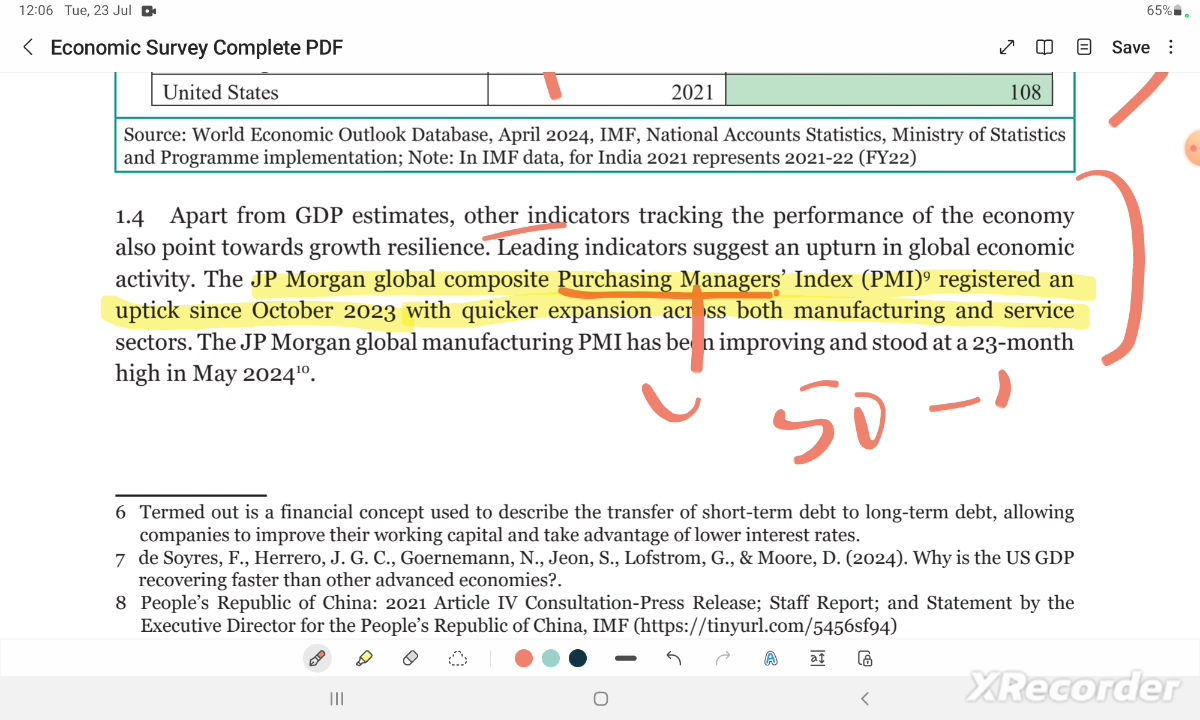 12:06 Tue, 23 Jul
65%
Economic Survey Complete PDF
Save
United States 2021 108
Source: World Economic Outlook Database, April 2024, IMF, National Accounts Statistics, Ministry of Statistics
and Programme implementation; Note: In IMF data, for India 2021 represents 2021-22 (FY22)
1.4 Apart from GDP estimates, other indicators tracking the performance of the economy
also point towards growth resilience. Leading indicators suggest an upturn in global economic
activity. The JP Morgan global composite Purchasing Managers’ Index (PMI)⁹ registered an
uptick since October 2023 with quicker expansion across both manufacturing and service
sectors. The JP Morgan global manufacturing PMI has been improving and stood at a 23-month
high in May 2024¹⁰.
50 –
6 Termed out is a financial concept used to describe the transfer of short-term debt to long-term debt, allowing
companies to improve their working capital and take advantage of lower interest rates.
7 de Soyres, F., Herrero, J. G. C., Goernemann, N., Jeon, S., Lofstrom, G., & Moore, D. (2024). Why is the US GDP
recovering faster than other advanced economies?.
8 People’s Republic of China: 2021 Article IV Consultation-Press Release; Staff Report; and Statement by the
Executive Director for the People’s Republic of China, IMF (https://tinyurl.com/5456sf94)
XRecorder